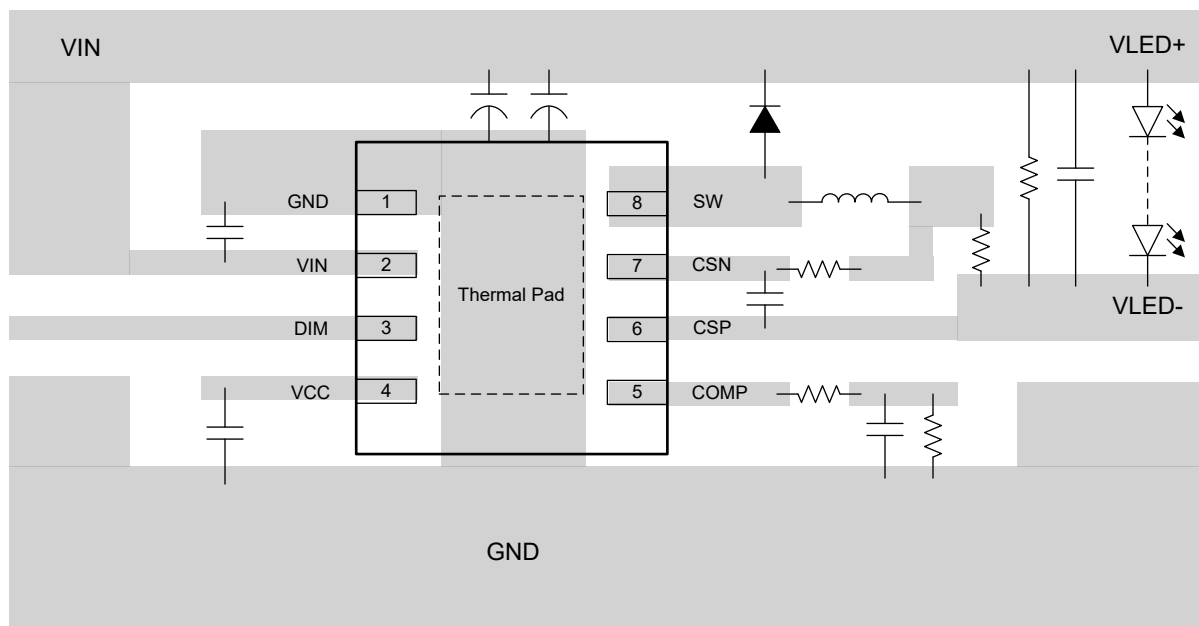 VIN
VLED+
GND
1
8
SW
VIN
2
7
CSN
Thermal Pad
VLED-
DIM
3
6
CSP
VCC
4
5
COMP
GND